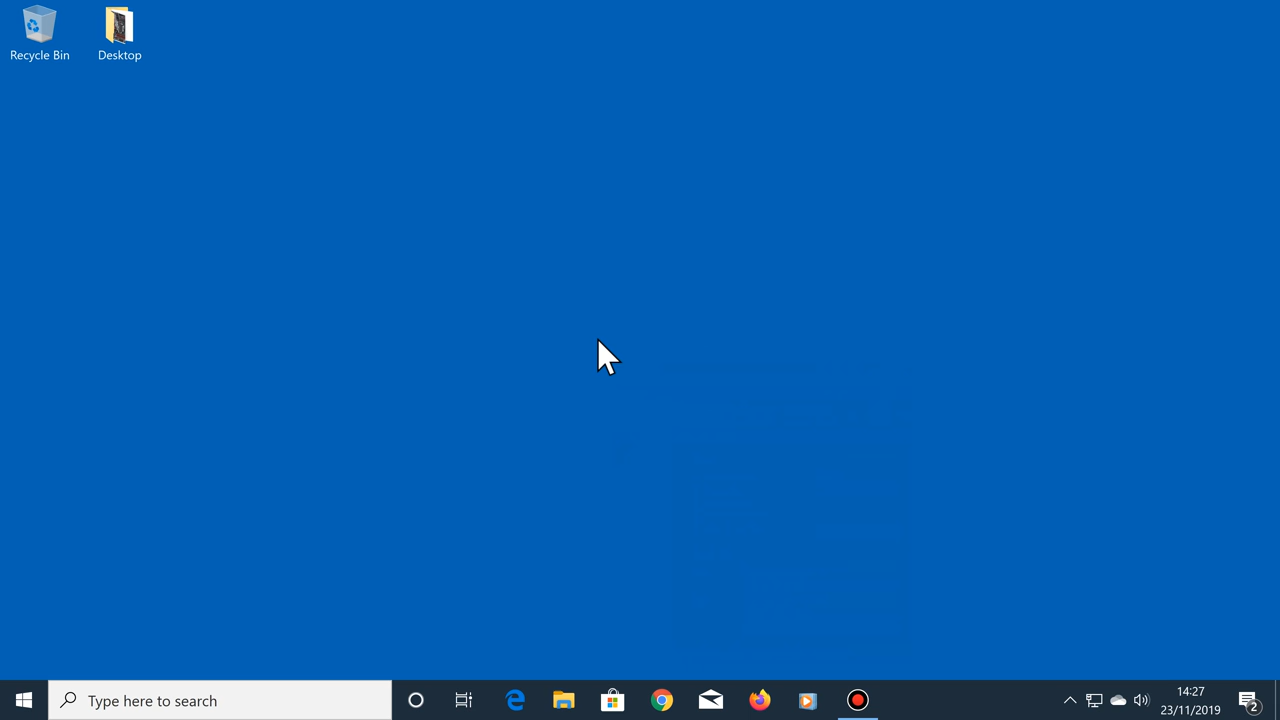 Recycle Bin
Desktop
Type here to search
14:27
23/11/2019
2